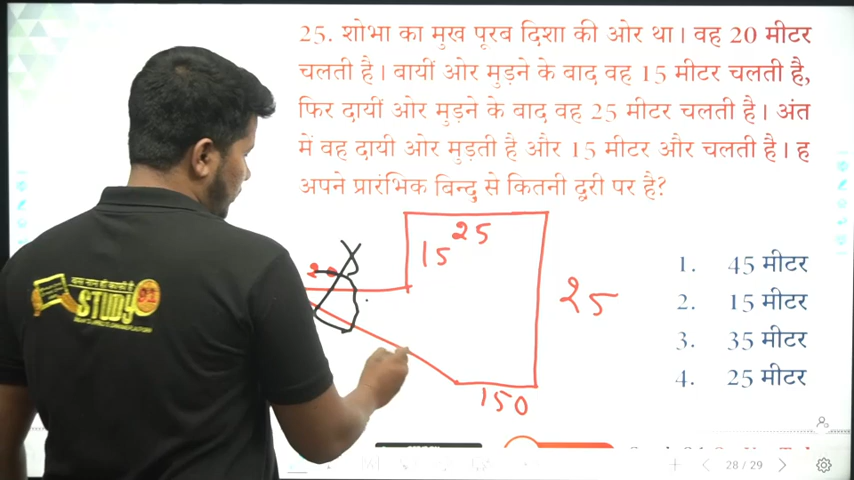 25. शोभा का मुख पूरब दिशा की ओर था। वह 20 मीटर
चलती है। बायीं ओर मुड़ने के बाद वह 15 मीटर चलती है,
फिर दायीं ओर मुड़ने के बाद वह 25 मीटर चलती है। अंत
में वह दायी ओर मुड़ती है और 15 मीटर और चलती है। ह
अपने प्रारंभिक बिन्दु से कितनी दूरी पर है?
25
15
25
150
1. 45 मीटर
2. 15 मीटर
3. 35 मीटर
4. 25 मीटर
STUDY 91
28 / 29